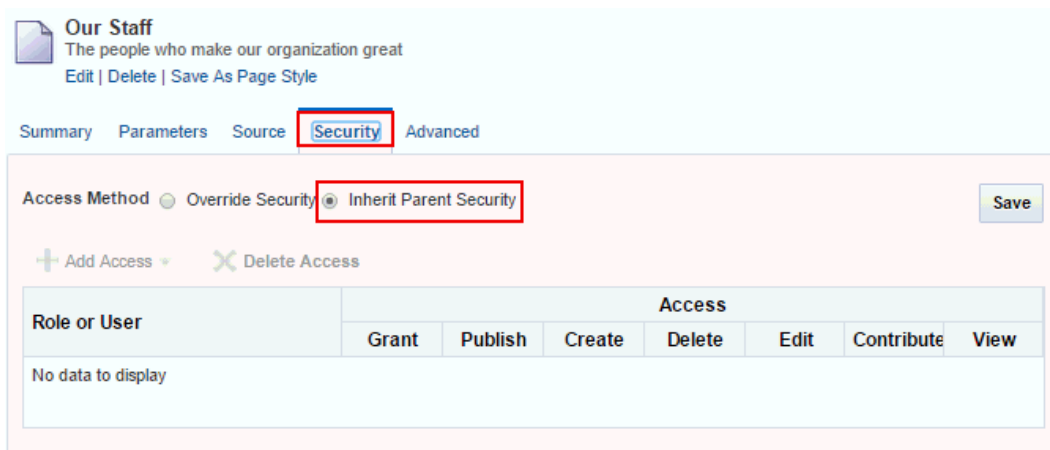 Our Staff
The people who make our organization great
Edit | Delete | Save As Page Style
Summary Parameters Source Security Advanced
Access Method Override Security Inherit Parent Security Save
Add Access Delete Access
Role or User Access
Grant Publish Create Delete Edit Contribute View
No data to display